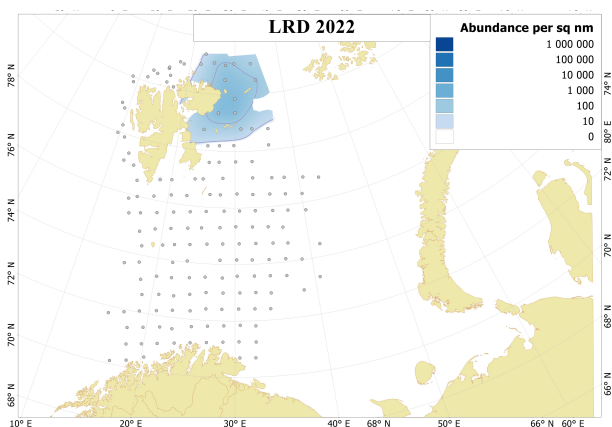 LRD 2022
Abundance per sq nm
1 000 000
100 000
10 000
1 000
100
10
0
78° N
76° N
74° N
72° N
70° N
68° N
74° N
80° E
72° N
70° N
68° N
66° N
10° E
20° E
30° E
40° E
68° N
50° E
66° N
60° E